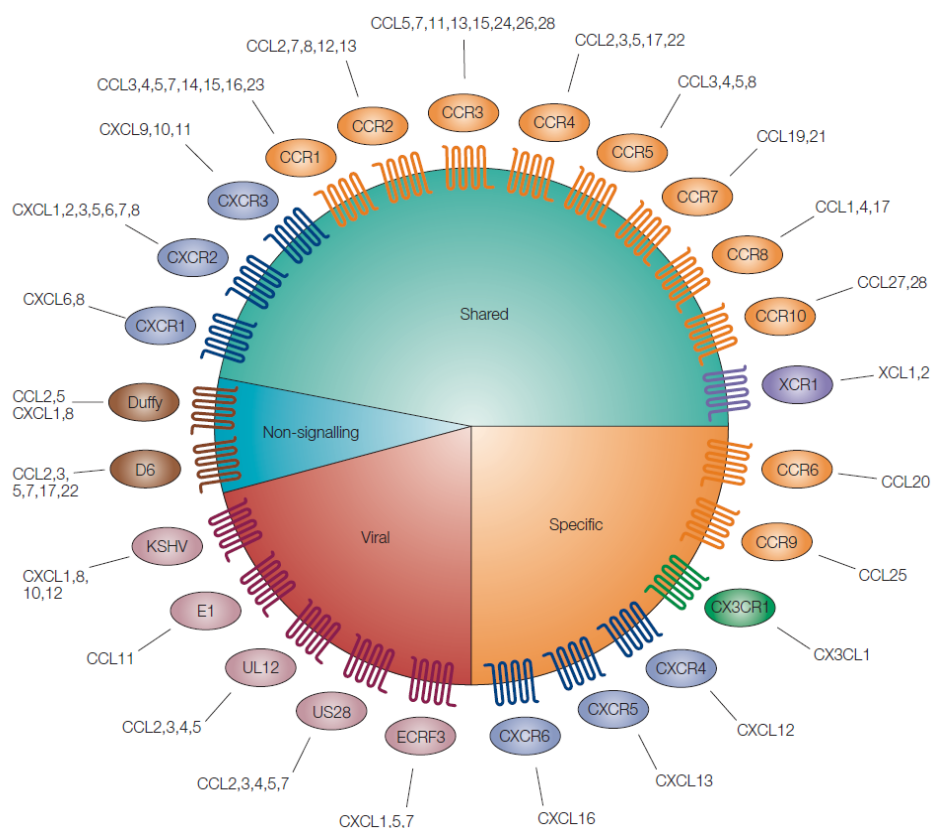 CCL5,7,11,13,15,24,26,28
CCL2,7,8,12,13
CCL2,3,5,17,22
CCL3,4,5,7,14,15,16,23
CCL3,4,5,8
CXCL9,10,11
CCL19,21
CXCL1,2,3,5,6,7,8
CCL1,4,17
CXCL6,8
CCL27,28
CCR3
CCR2
CCR4
CCR1
CCR5
CXCR3
CCR7
CXCR2
CCR8
CXCR1
CCR10
Shared
XCR1
XCL1,2
CCL2,5
CXCL1,8
Duffy
Non-signalling
CCL2,3,
5,7,17,22
D6
CCR6
CCL20
Viral
Specific
KSHV
CXCL1,8,
10,12
CCR9
CCL25
E1
CCL11
CX3CR1
CX3CL1
UL12
CCL2,3,4,5
CXCR4
CXCL12
US28
CCL2,3,4,5,7
CXCR5
CXCL13
ECRF3
CXCL1,5,7
CXCR6
CXCL16